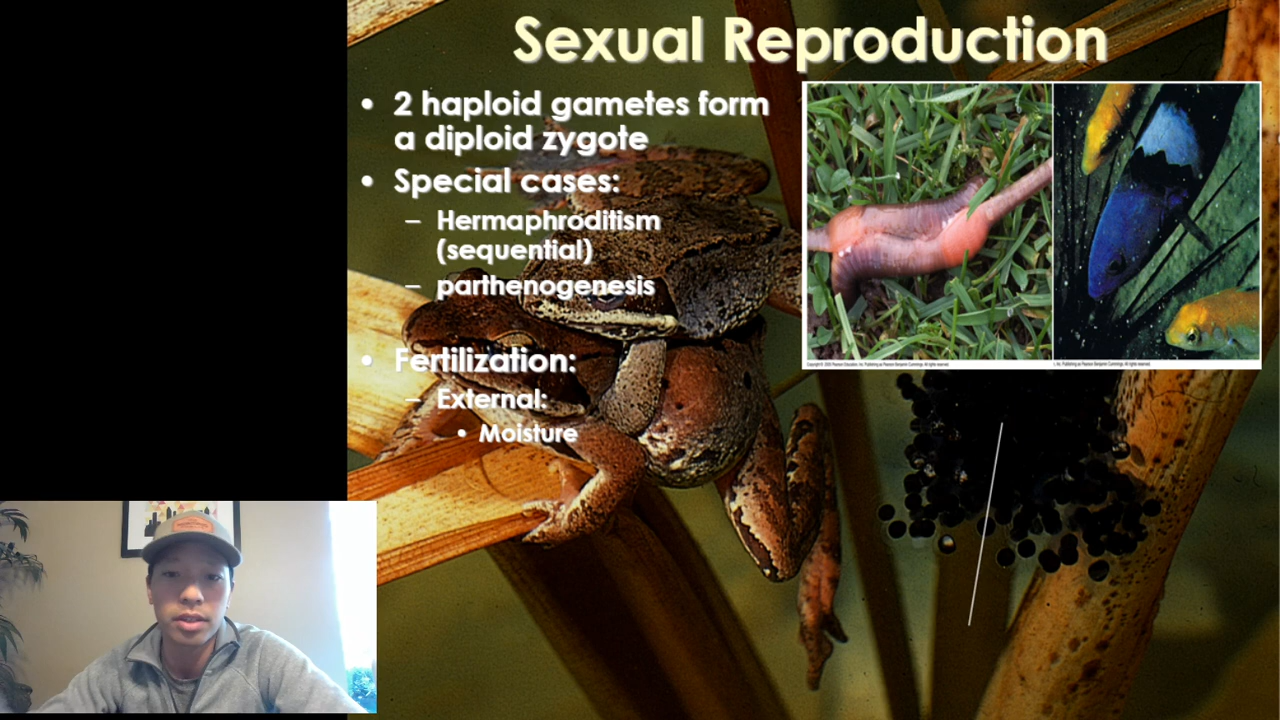 Sexual Reproduction
• 2 haploid gametes form
a diploid zygote
• Special cases:
– Hermaphroditism
(sequential)
– parthenogenesis
• Fertilization:
– External:
• Moisture